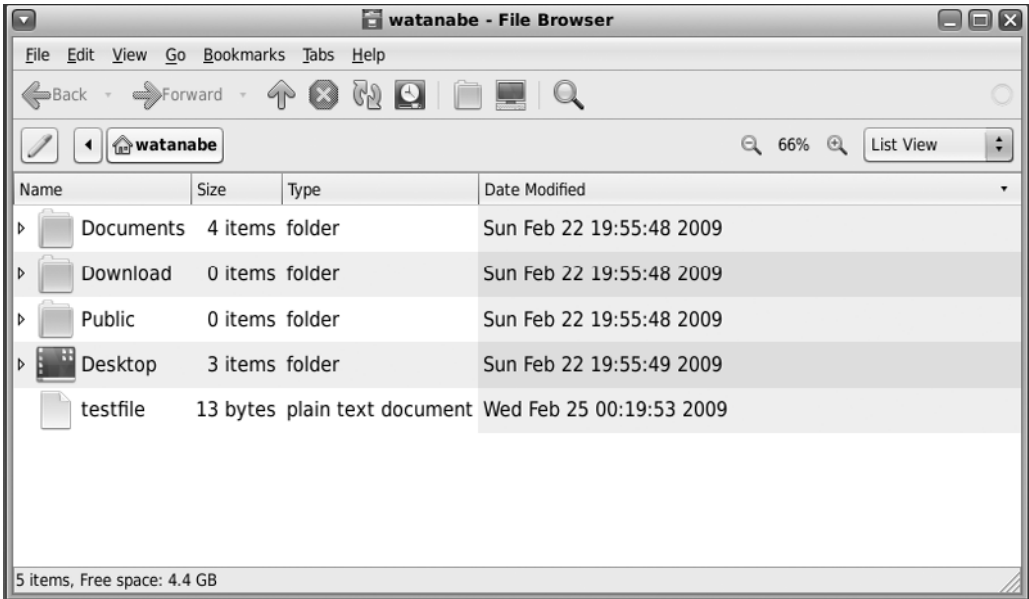 watanabe - File Browser
File Edit View Go Bookmarks Tabs Help
Back Forward
watanabe 66% List View
Name Size Type Date Modified
Documents 4 items folder Sun Feb 22 19:55:48 2009
Download 0 items folder Sun Feb 22 19:55:48 2009
Public 0 items folder Sun Feb 22 19:55:48 2009
Desktop 3 items folder Sun Feb 22 19:55:49 2009
testfile 13 bytes plain text document Wed Feb 25 00:19:53 2009
5 items, Free space: 4.4 GB